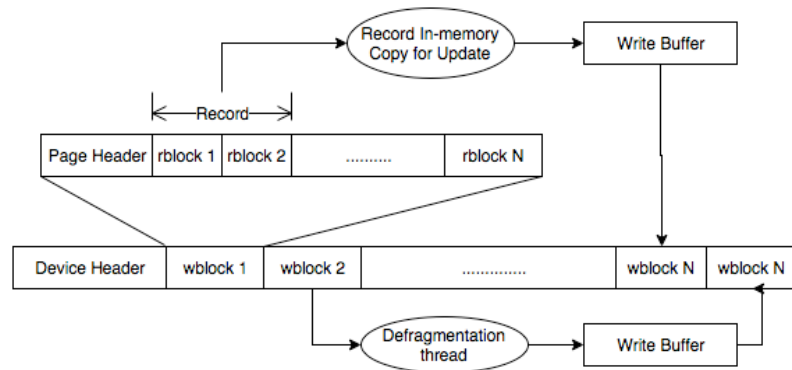 Record In-memory
Copy for Update
Write Buffer
Record
Page Header rblock 1 rblock 2 .......... rblock N
Device Header wblock 1 wblock 2 .............. wblock N wblock N
Defragmentation
thread
Write Buffer